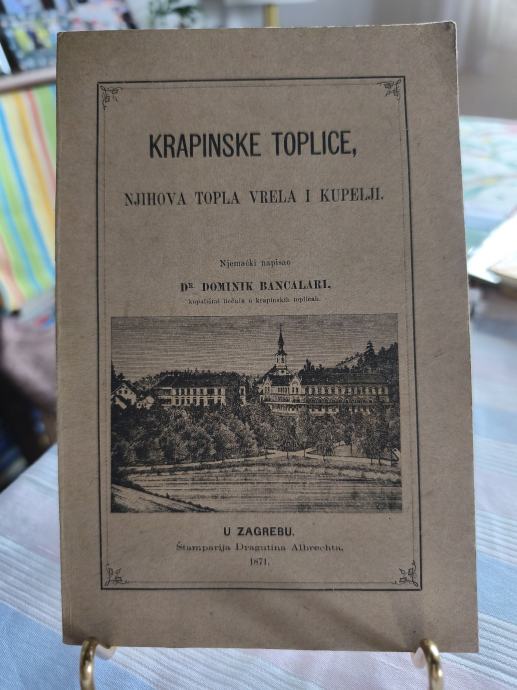 KRAPINSKE TOPLICE,
NJIHOVA TOPLA VRELA I KUPELJI.
Njemački napisao
DR. DOMINIK BANCALARI,
kupališni liečnik u krapinskih toplicah.
U ZAGREBU.
Štamparija Dragutina Albrechta.
1871.